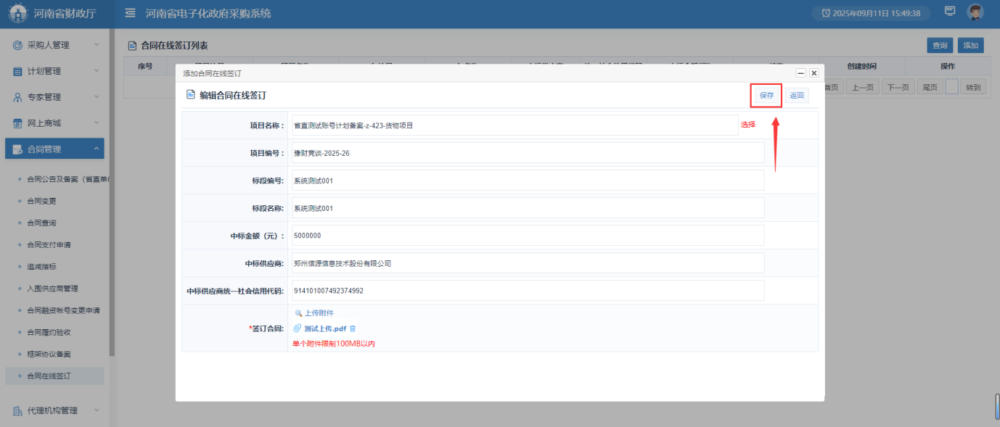 河南省财政厅
河南省电子化政府采购系统
2025年09月11日 15:49:38
采购人管理
计划管理
专家管理
网上商城
合同管理
合同公告及备案（省直单
合同变更
合同查询
合同支付申请
追减指标
入围供应商管理
合同融资帐号变更申请
合同履约验收
框架协议备案
合同在线签订
代理机构管理
合同在线签订列表
查询 添加
序号
创建时间 操作
首页 上一页 下一页 尾页 转到
添加合同在线签订
编辑合同在线签订
保存 返回
项目名称： 省直测试账号计划备案-z-423-货物项目 选择
项目编号： 豫财竞谈-2025-26
标段编号: 系统测试001
标段名称: 系统测试001
中标金额（元）: 5000000
中标供应商: 郑州信源信息技术股份有限公司
中标供应商统一社会信用代码: 914101007492374992
上传附件
*签订合同: 测试上传.pdf
单个附件限制100MB以内